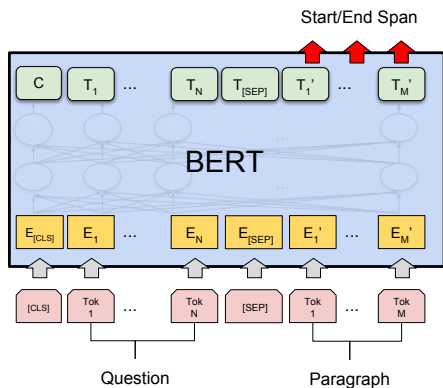 Start/End Span
C T1 ... TN T[SEP] T1' ... TM'
...
BERT
...
E[CLS] E1 ... EN E[SEP] E1' ... EM'
[CLS] Tok 1 ... Tok N [SEP] Tok 1 ... Tok M
Question Paragraph